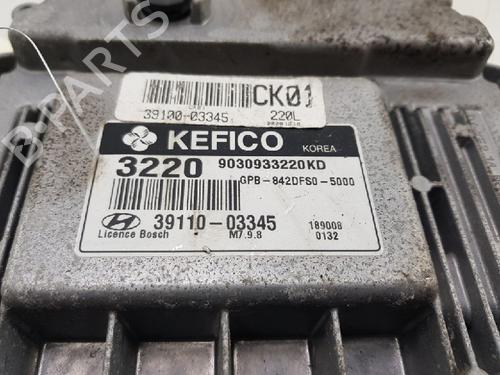 CK01
39100-03345
220L
KEFICO
KOREA
3220
9030933220KD
GPB-842DFS0-5000
39110-03345
189008
Licence Bosch
M7.9.8
0132